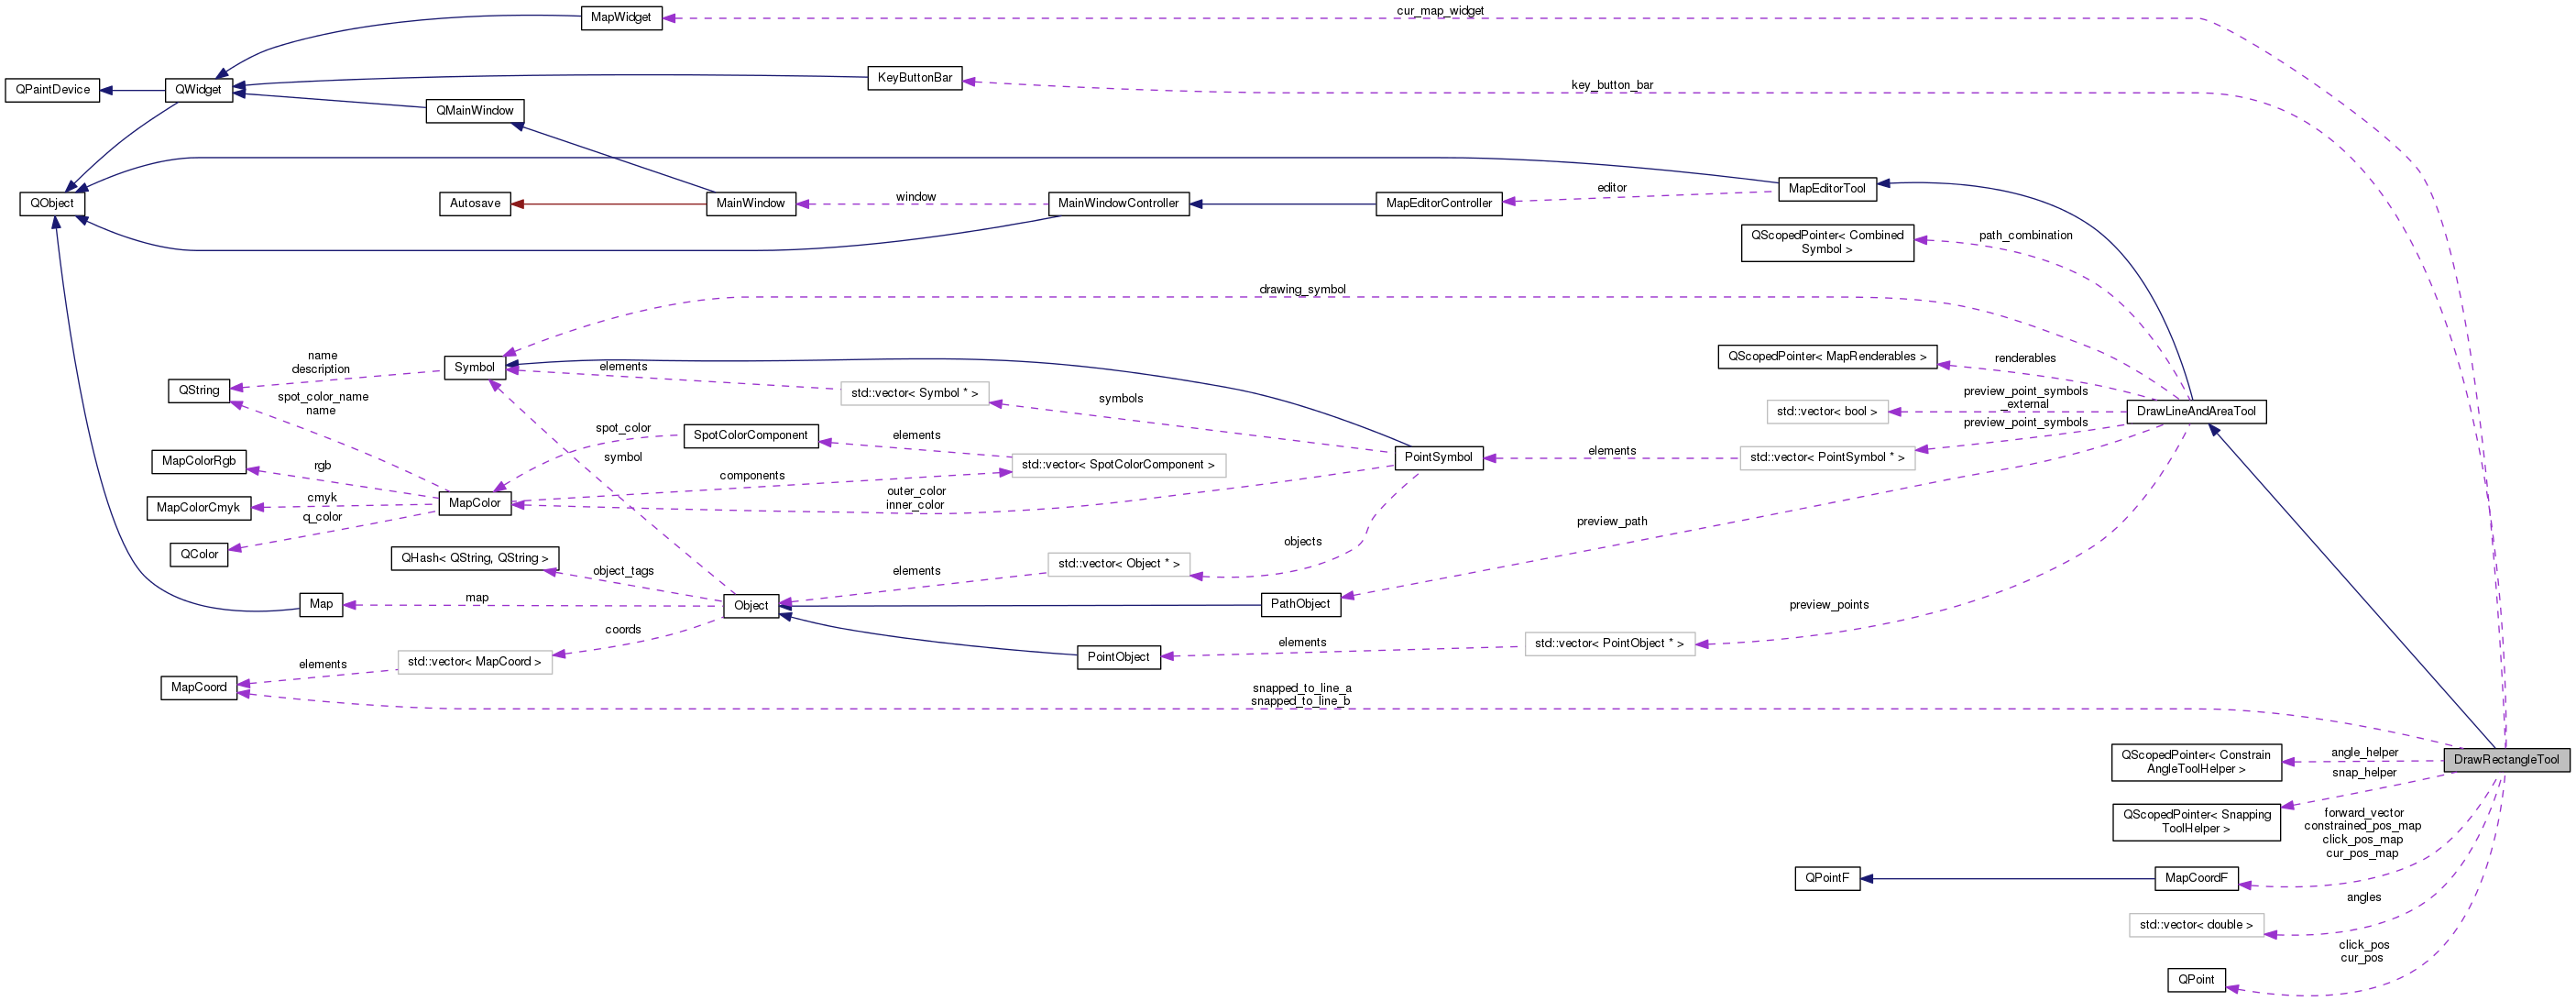 MapWidget
cur_map_widget
KeyButtonBar
key_button_bar
QPaintDevice
QWidget
QMainWindow
QObject
Autosave
MainWindow
window
MainWindowController
MapEditorController
editor
MapEditorTool
QScopedPointer< Combined
Symbol >
path_combination
drawing_symbol
QScopedPointer< MapRenderables >
renderables
name
description
Symbol
elements
QString
spot_color_name
name
std::vector< Symbol * >
symbols
std::vector< bool >
preview_point_symbols
_external
preview_point_symbols
DrawLineAndAreaTool
spot_color
SpotColorComponent
elements
PointSymbol
elements
std::vector< PointSymbol * >
MapColorRgb
rgb
symbol
std::vector< SpotColorComponent >
components
MapColor
outer_color
inner_color
MapColorCmyk
cmyk
q_color
QColor
preview_path
QHash< QString, QString >
object_tags
elements
std::vector< Object * >
objects
Map
map
Object
PathObject
preview_points
coords
elements
std::vector< PointObject * >
PointObject
std::vector< MapCoord >
elements
MapCoord
snapped_to_line_a
snapped_to_line_b
QScopedPointer< Constrain
AngleToolHelper >
angle_helper
DrawRectangleTool
snap_helper
QScopedPointer< Snapping
ToolHelper >
forward_vector
constrained_pos_map
click_pos_map
cur_pos_map
QPointF
MapCoordF
angles
std::vector< double >
click_pos
cur_pos
QPoint